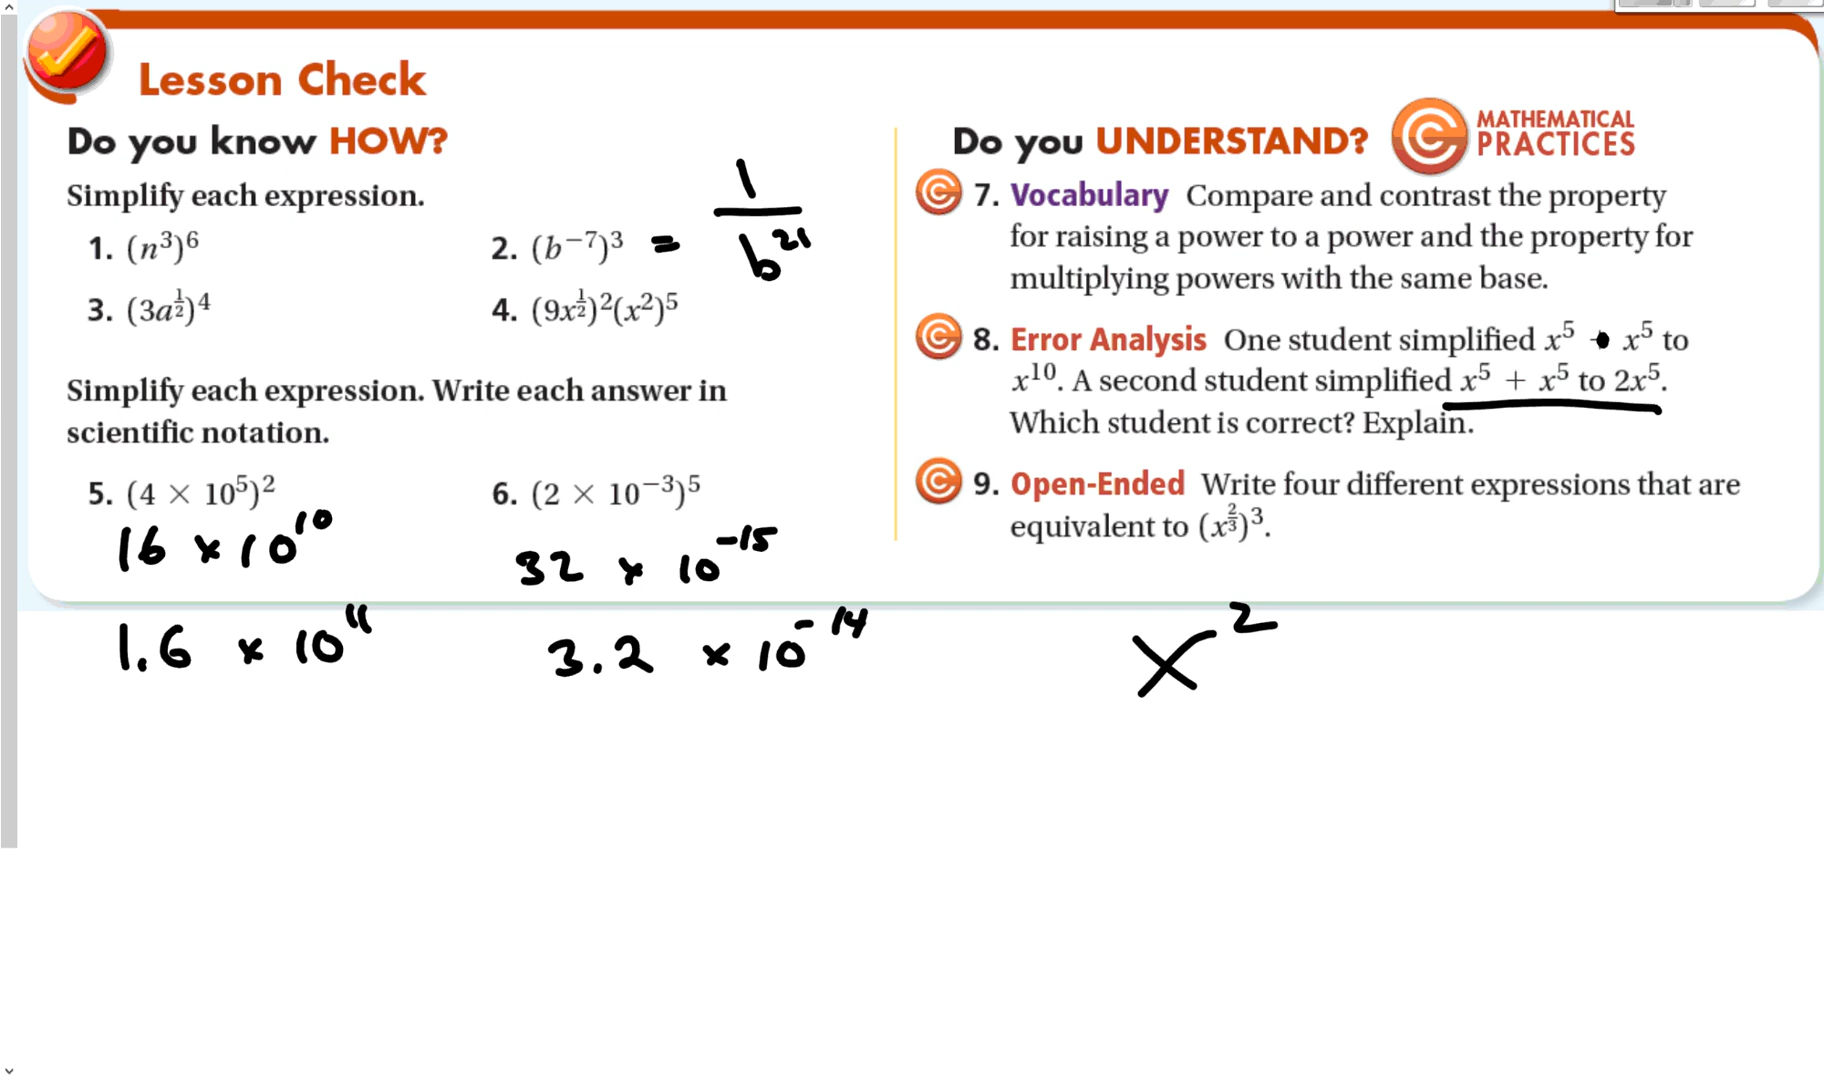 Lesson Check
Do you know HOW?
Simplify each expression.
1. (n³)⁶
2. (b⁻⁷)³ = 1/b²¹
3. (3a^½)⁴
4. (9x^½)²(x²)⁵
Simplify each expression. Write each answer in
scientific notation.
5. (4 × 10⁵)²
6. (2 × 10⁻³)⁵
16 × 10¹⁰
32 × 10⁻¹⁵
1.6 × 10¹¹
3.2 × 10⁻¹⁴
Do you UNDERSTAND?
MATHEMATICAL
PRACTICES
7. Vocabulary Compare and contrast the property
for raising a power to a power and the property for
multiplying powers with the same base.
8. Error Analysis One student simplified x⁵ • x⁵ to
x¹⁰. A second student simplified x⁵ + x⁵ to 2x⁵.
Which student is correct? Explain.
9. Open-Ended Write four different expressions that are
equivalent to (x^⅔)³.
x²